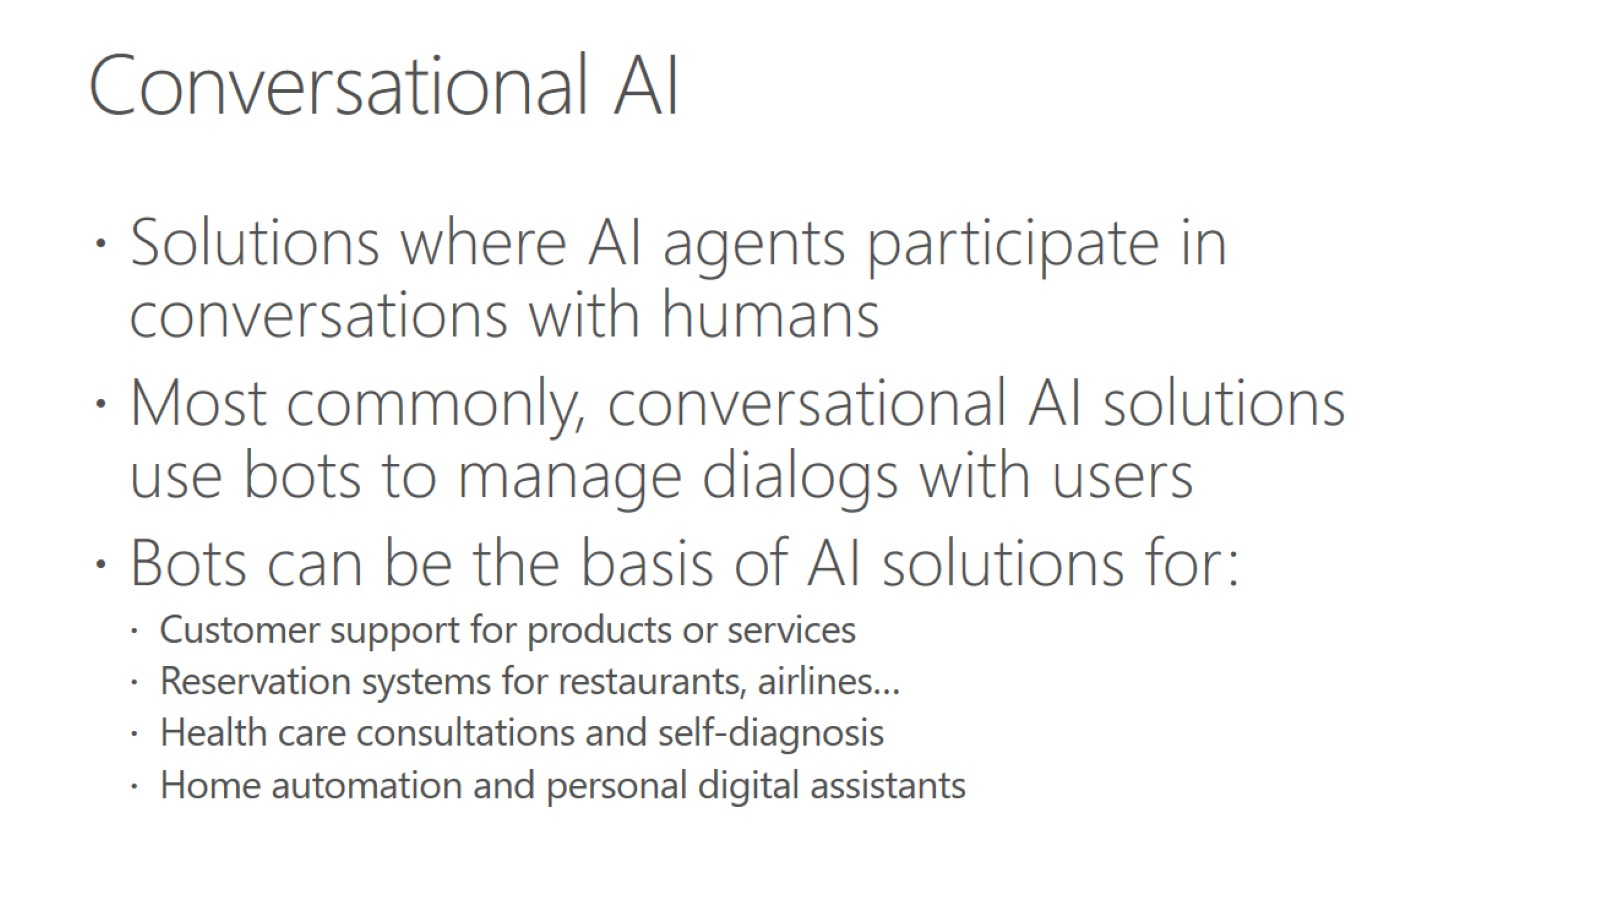 Conversational AI
• Solutions where AI agents participate in
conversations with humans
• Most commonly, conversational AI solutions
use bots to manage dialogs with users
• Bots can be the basis of AI solutions for:
• Customer support for products or services
• Reservation systems for restaurants, airlines...
• Health care consultations and self-diagnosis
• Home automation and personal digital assistants